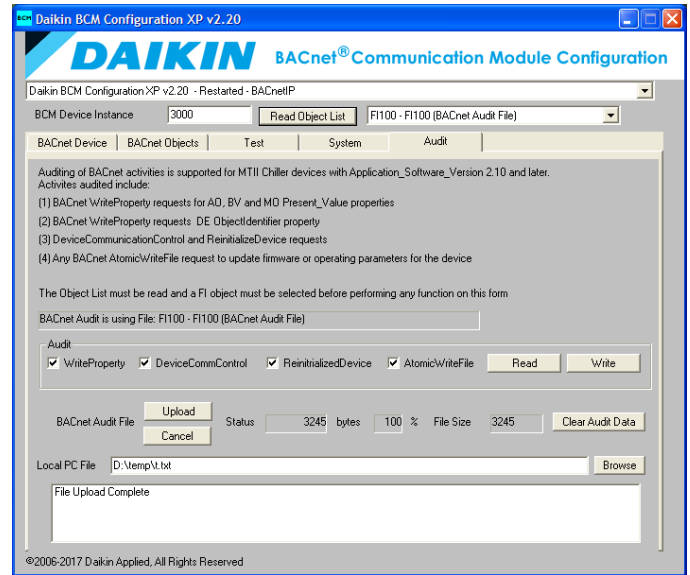 BCM Daikin BCM Configuration XP v2.20
DAIKIN BACnet®Communication Module Configuration
Daikin BCM Configuration XP v2.20 - Restarted - BACnetIP
BCM Device Instance 3000 Read Object List FI100 - FI100 (BACnet Audit File)
BACnet Device BACnet Objects Test System Audit
Auditing of BACnet activities is supported for MTII Chiller devices with Application_Software_Version 2.10 and later.
Activites audited include:
(1) BACnet WriteProperty requests for AO, BV and MO Present_Value properties
(2) BACnet WriteProperty requests DE ObjectIdentifier property
(3) DeviceCommunicationControl and ReinitializeDevice requests
(4) Any BACnet AtomicWriteFile request to update firmware or operating parameters for the device
The Object List must be read and a FI object must be selected before performing any function on this form
BACnet Audit is using File: FI100 - FI100 (BACnet Audit File)
Audit
WriteProperty DeviceCommControl ReinitializedDevice AtomicWriteFile Read Write
BACnet Audit File Upload Status 3245 bytes 100 % File Size 3245 Clear Audit Data
Cancel
Local PC File D:\temp\t.txt Browse
File Upload Complete
©2006-2017 Daikin Applied, All Rights Reserved